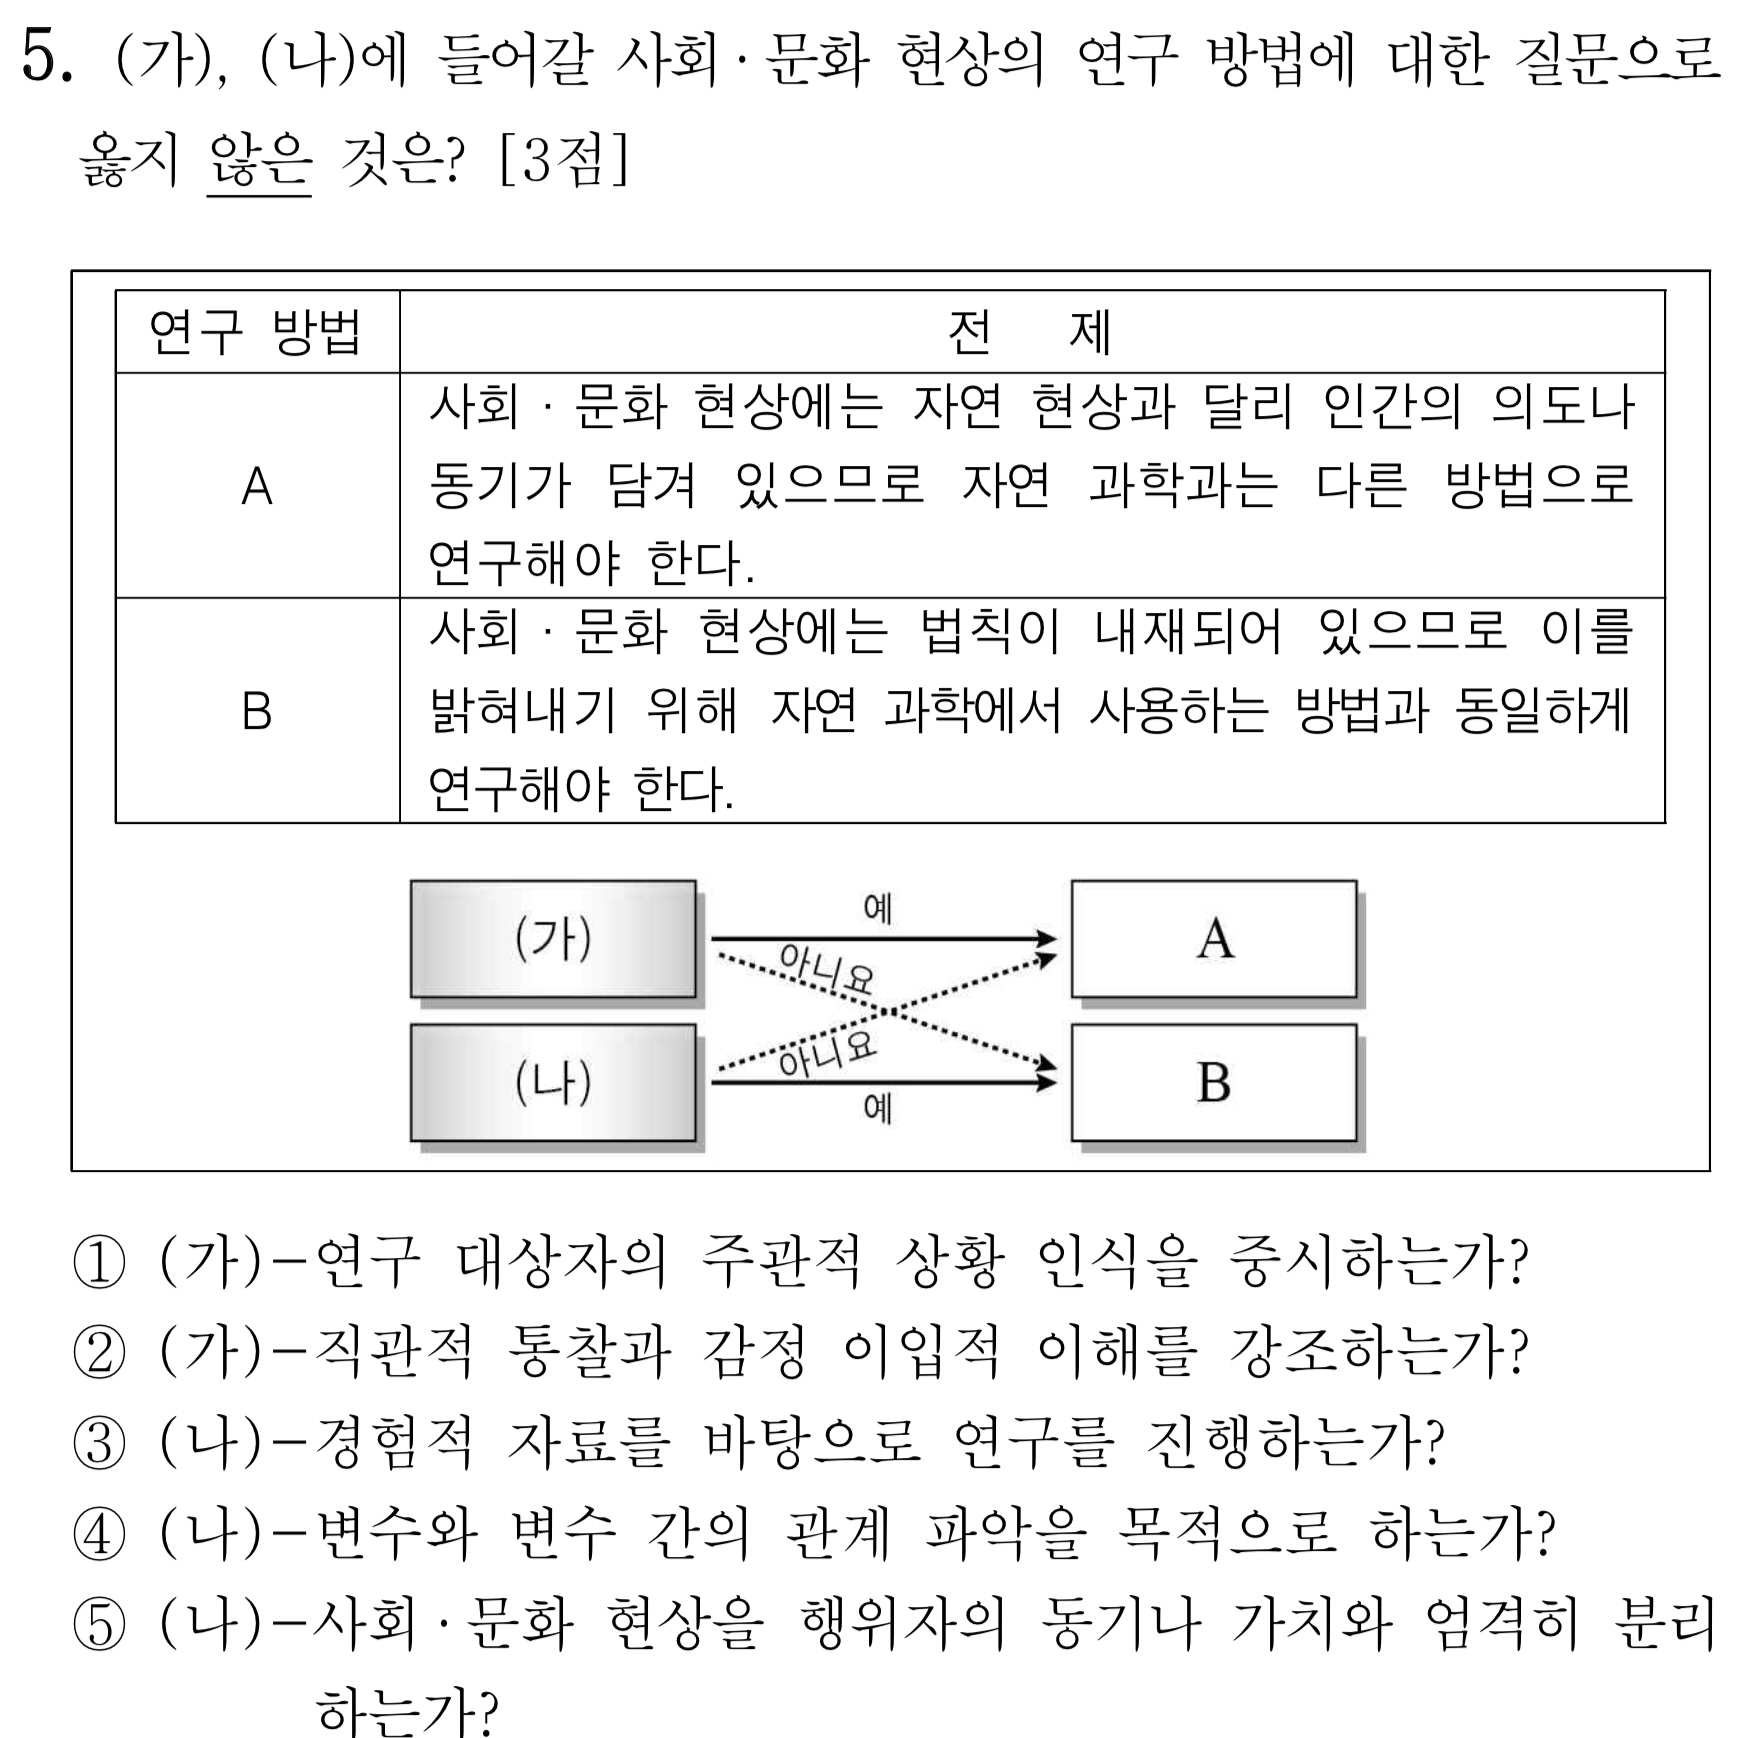 5. (가), (나)에 들어갈 사회·문화 현상의 연구 방법에 대한 질문으로
옳지 않은 것은? [3점]
연구 방법 전 제
A
사회·문화 현상에는 자연 현상과 달리 인간의 의도나
동기가 담겨 있으므로 자연 과학과는 다른 방법으로
연구해야 한다.
B
사회·문화 현상에는 법칙이 내재되어 있으므로 이를
밝혀내기 위해 자연 과학에서 사용하는 방법과 동일하게
연구해야 한다.
(가) 예 A
아니요
아니요
(나) 예 B
① (가)-연구 대상자의 주관적 상황 인식을 중시하는가?
② (가)-직관적 통찰과 감정 이입적 이해를 강조하는가?
③ (나)-경험적 자료를 바탕으로 연구를 진행하는가?
④ (나)-변수와 변수 간의 관계 파악을 목적으로 하는가?
⑤ (나)-사회·문화 현상을 행위자의 동기나 가치와 엄격히 분리
하는가?